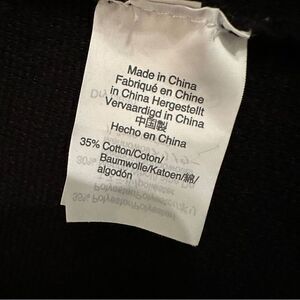 Made in China
Fabriqué en Chine
in China Hergestellt
Vervaardigd in China
中国製
Hecho en China
35% Cotton/Coton/
Baumwolle/Katoen/綿/
algodón